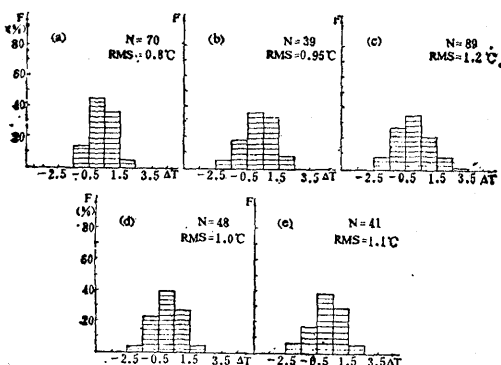 F F F
(%) (a) N=70 (b) N=39 (c) N=89
80 RMS=0.8℃ RMS=0.95℃ RMS=1.2℃
60
40
20
-2.5 -0.5 1.5 3.5 ΔT -2.5 -0.5 1.5 3.5 ΔT -2.5 -0.5 1.5 3.5 ΔT
F F
(%) (d) N=48 (e) N=41
80 RMS=1.0℃ RMS=1.1℃
60
40
20
-2.5 -0.5 1.5 3.5 ΔT -2.5 -0.5 1.5 3.5 ΔT